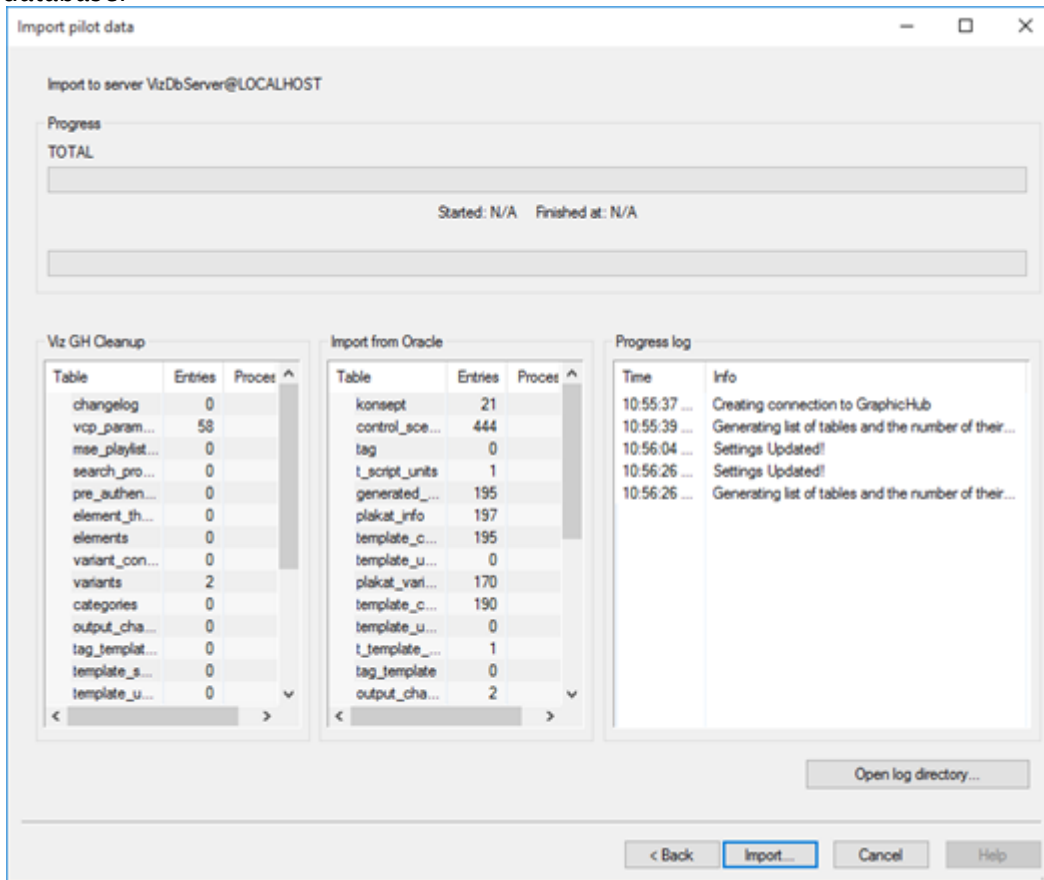 database.
Import pilot data
Import to server VizDbServer@LOCALHOST
Progress
TOTAL
Started: N/A Finished at: N/A
Viz GH Cleanup
Table Entries Proces
changelog 0
vcp_param... 58
mse_playlist... 0
search_pro... 0
pre_authen... 0
element_th... 0
elements 0
variant_con... 0
variants 2
categories 0
output_cha... 0
tag_templat... 0
template_s... 0
template_u... 0
Import from Oracle
Table Entries Proces
konsept 21
control_sce... 444
tag 0
t_script_units 1
generated_... 195
plakat_info 197
template_c... 195
template_u... 0
plakat_vari... 170
template_c... 190
template_u... 0
t_template_... 1
tag_template 0
output_cha... 2
Progress log
Time Info
10:55:37 ... Creating connection to GraphicHub
10:55:39 ... Generating list of tables and the number of their...
10:56:04 ... Settings Updated!
10:56:26 ... Settings Updated!
10:56:26 ... Generating list of tables and the number of their...
Open log directory...
< Back Import... Cancel Help